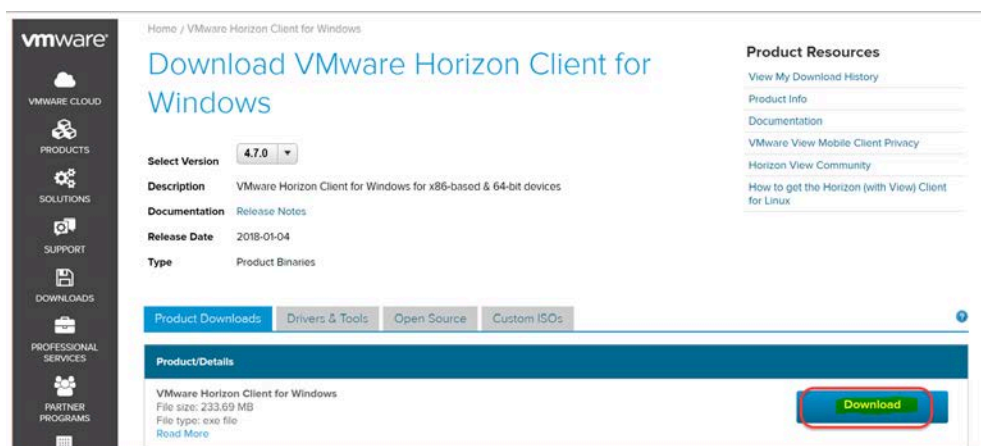 vmware
VMWARE CLOUD
PRODUCTS
SOLUTIONS
SUPPORT
DOWNLOADS
PROFESSIONAL
SERVICES
PARTNER
PROGRAMS
Home / VMware Horizon Client for Windows
Download VMware Horizon Client for
Windows
Select Version 4.7.0
Description VMware Horizon Client for Windows for x86-based & 64-bit devices
Documentation Release Notes
Release Date 2018-01-04
Type Product Binaries
Product Resources
View My Download History
Product Info
Documentation
VMware View Mobile Client Privacy
Horizon View Community
How to get the Horizon (with View) Client
for Linux
Product Downloads Drivers & Tools Open Source Custom ISOs
?
Product/Details
VMware Horizon Client for Windows
File size: 233.69 MB
File type: exe file
Read More
Download